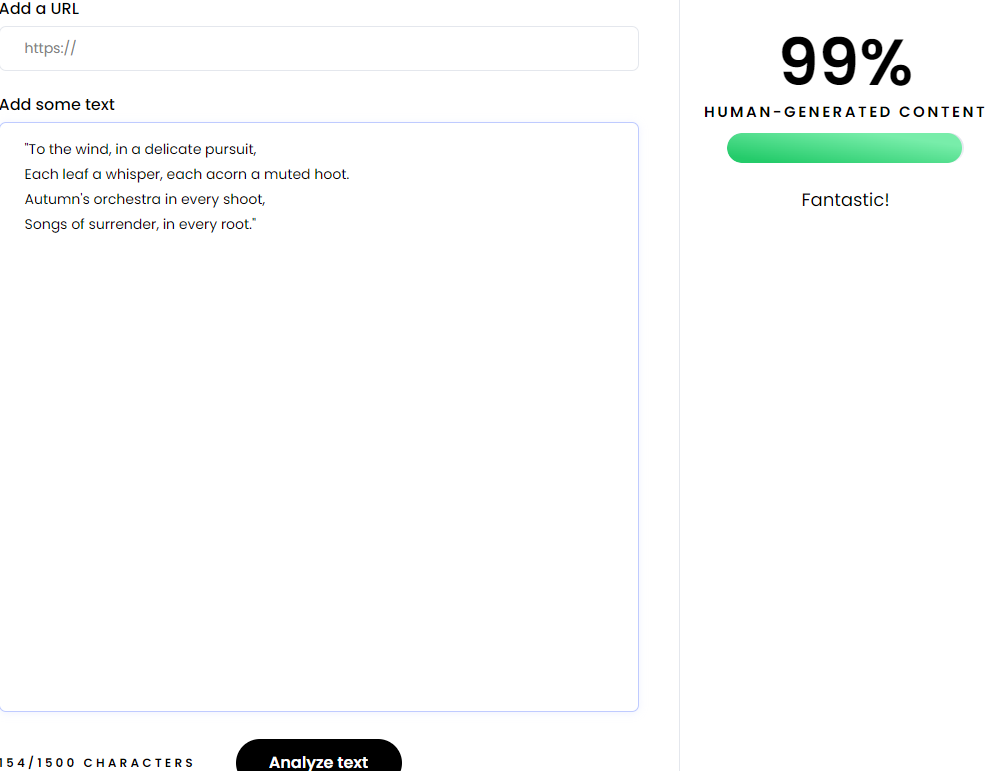 Add a URL
https://
Add some text
"To the wind, in a delicate pursuit,
Each leaf a whisper, each acorn a muted hoot.
Autumn's orchestra in every shoot,
Songs of surrender, in every root."
154/1500 CHARACTERS
Analyze text
99%
HUMAN-GENERATED CONTENT
Fantastic!